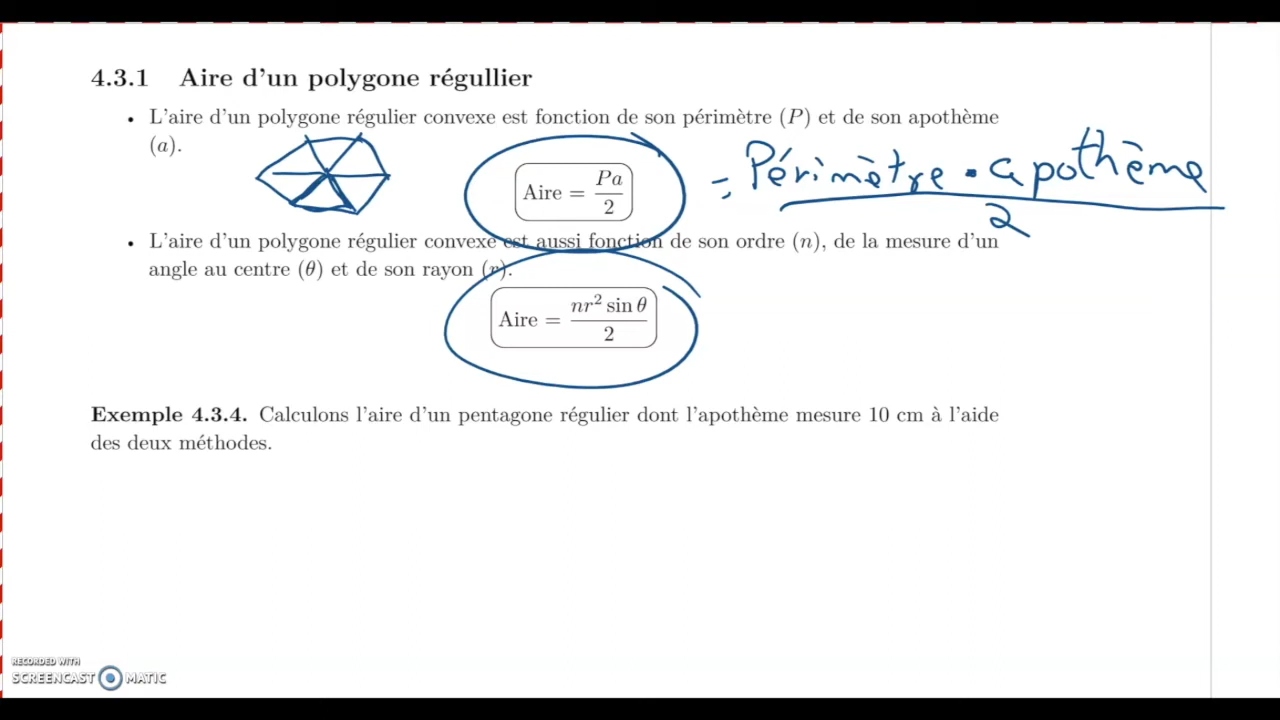 4.3.1 Aire d'un polygone régullier
• L'aire d'un polygone régulier convexe est fonction de son périmètre (P) et de son apothème
(a).
Aire = Pa/2
= Périmètre • apothème / 2
• L'aire d'un polygone régulier convexe est aussi fonction de son ordre (n), de la mesure d'un
angle au centre (θ) et de son rayon (r).
Aire = nr² sin θ/2
Exemple 4.3.4. Calculons l'aire d'un pentagone régulier dont l'apothème mesure 10 cm à l'aide
des deux méthodes.
RECORDED WITH
SCREENCAST MATIC